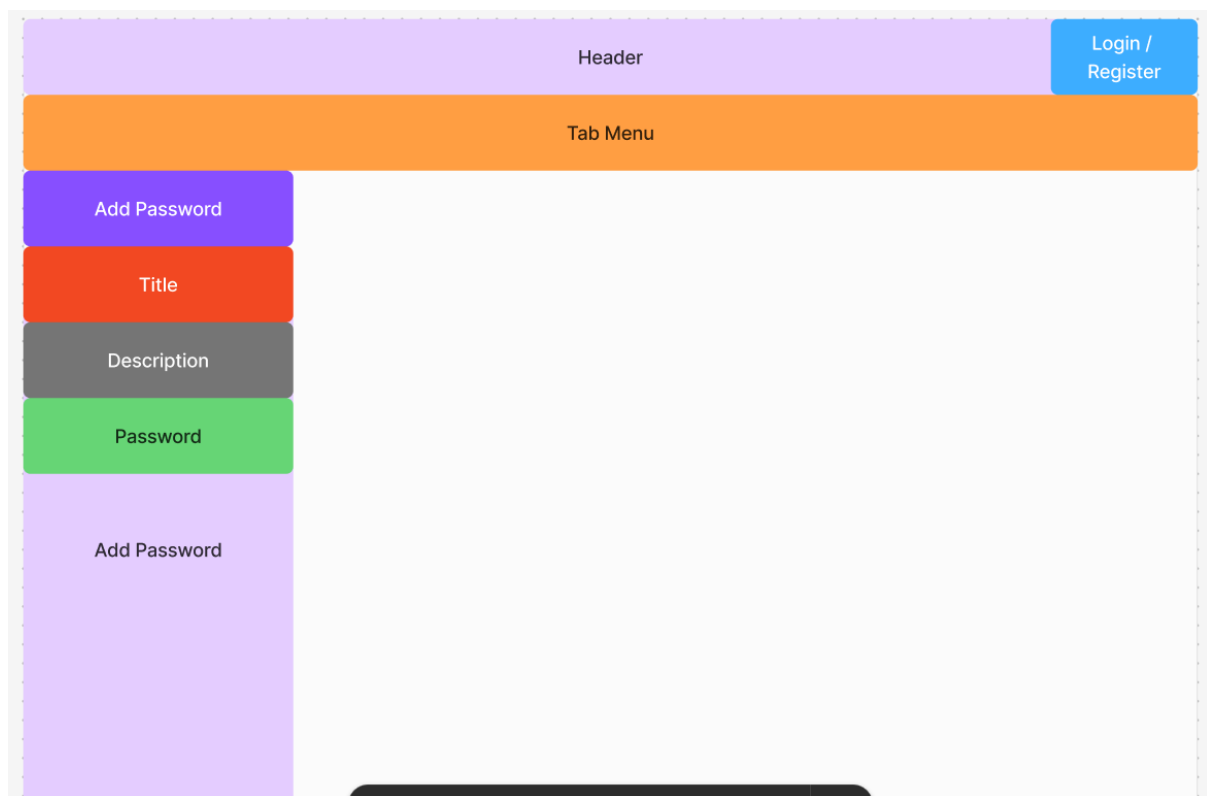 Header
Login /
Register
Tab Menu
Add Password
Title
Description
Password
Add Password